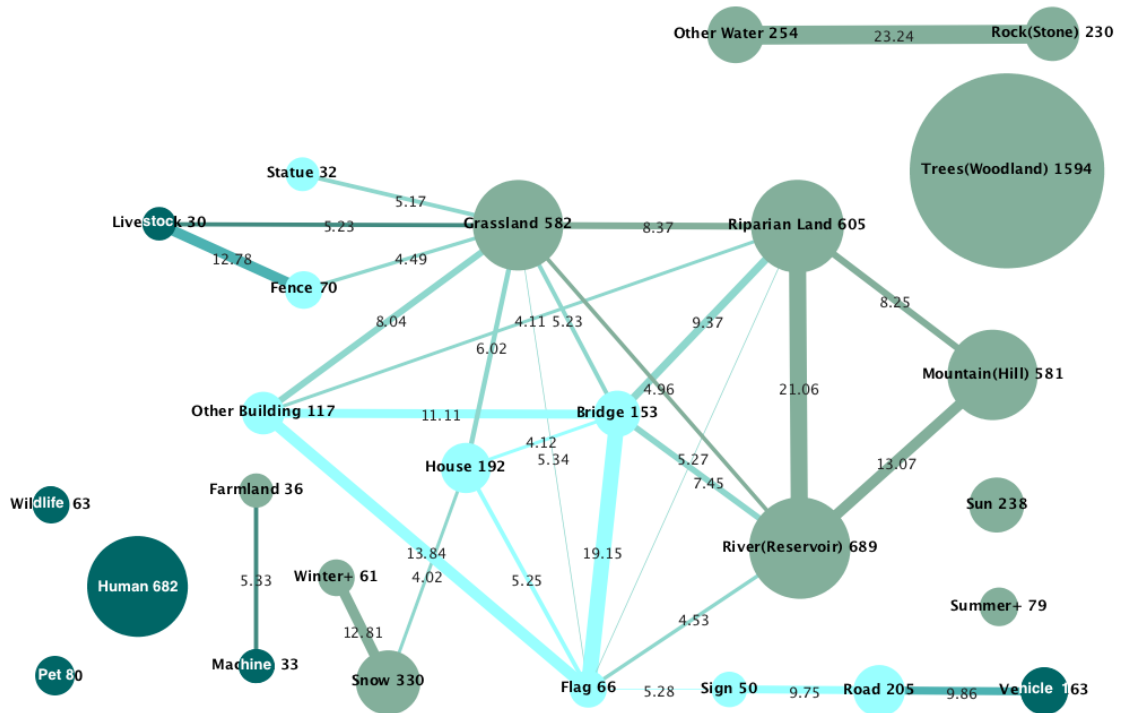 Other Water 254
23.24
Rock(Stone) 230
Trees(Woodland) 1594
Statue 32
5.17
Livestock 30
5.23
Grassland 582
8.37
Riparian Land 605
12.78
4.49
Fence 70
8.25
8.04
4.11
5.23
9.37
6.02
Mountain(Hill) 581
4.96
21.06
Other Building 117
11.11
Bridge 153
4.12
House 192
5.34
5.27
13.07
7.45
Farmland 36
Wildlife 63
Sun 238
13.84
19.15
River(Reservoir) 689
Human 682
5.33
Winter+ 61
4.02
5.25
Summer+ 79
12.81
4.53
Pet 80
Machine 33
Snow 330
Flag 66
5.28
Sign 50
9.75
Road 205
9.86
Vehicle 163